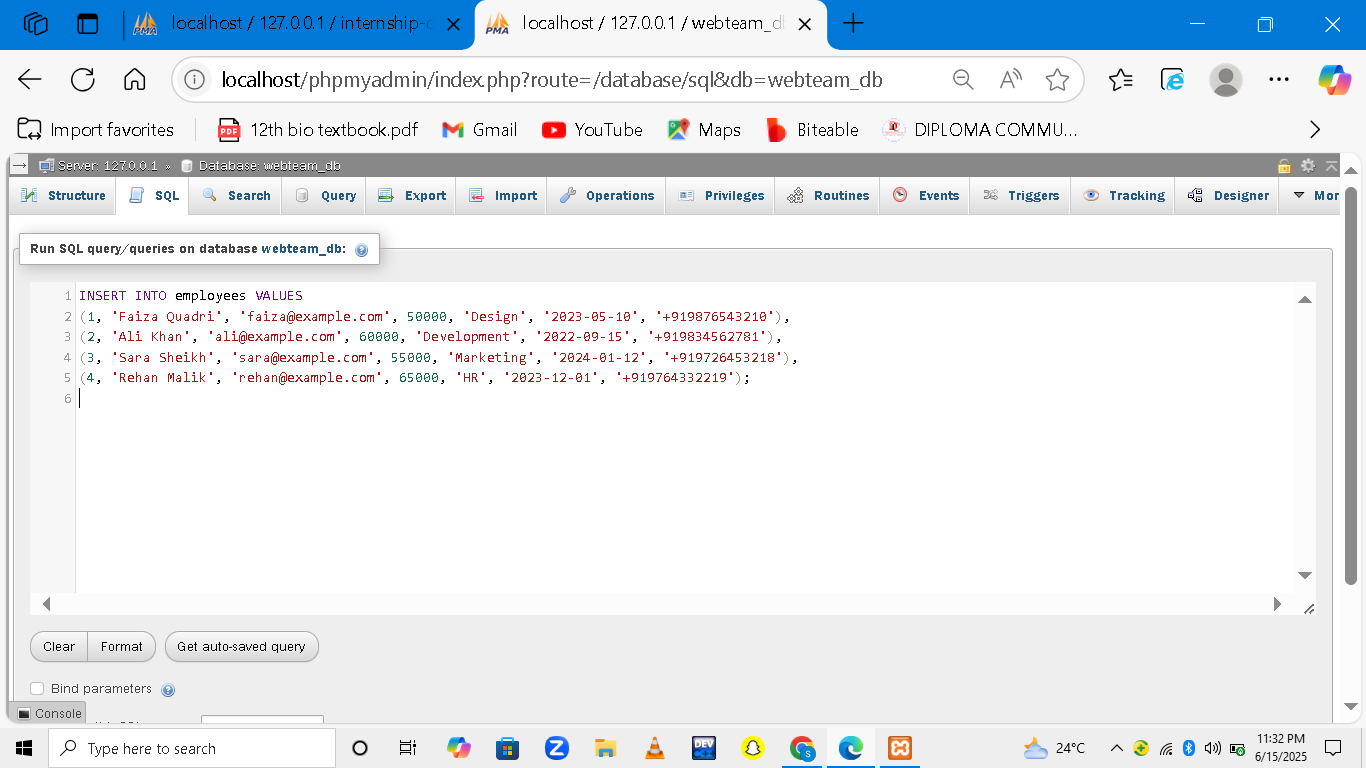 localhost / 127.0.0.1 / internship-
localhost / 127.0.0.1 / webteam_d
localhost/phpmyadmin/index.php?route=/database/sql&db=webteam_db
Import favorites
PDF
12th bio textbook.pdf
Gmail
YouTube
Maps
Biteable
DIPLOMA COMMU...
Server: 127.0.0.1 » Database: webteam_db
Structure SQL Search Query Export Import Operations Privileges Routines Events Triggers Tracking Designer Mor
Run SQL query/queries on database webteam_db:
1 INSERT INTO employees VALUES
2 (1, 'Faiza Quadri', 'faiza@example.com', 50000, 'Design', '2023-05-10', '+919876543210'),
3 (2, 'Ali Khan', 'ali@example.com', 60000, 'Development', '2022-09-15', '+919834562781'),
4 (3, 'Sara Sheikh', 'sara@example.com', 55000, 'Marketing', '2024-01-12', '+919726453218'),
5 (4, 'Rehan Malik', 'rehan@example.com', 65000, 'HR', '2023-12-01', '+919764332219');
6
Clear Format Get auto-saved query
Bind parameters
Console
Type here to search
24°C
11:32 PM
6/15/2025